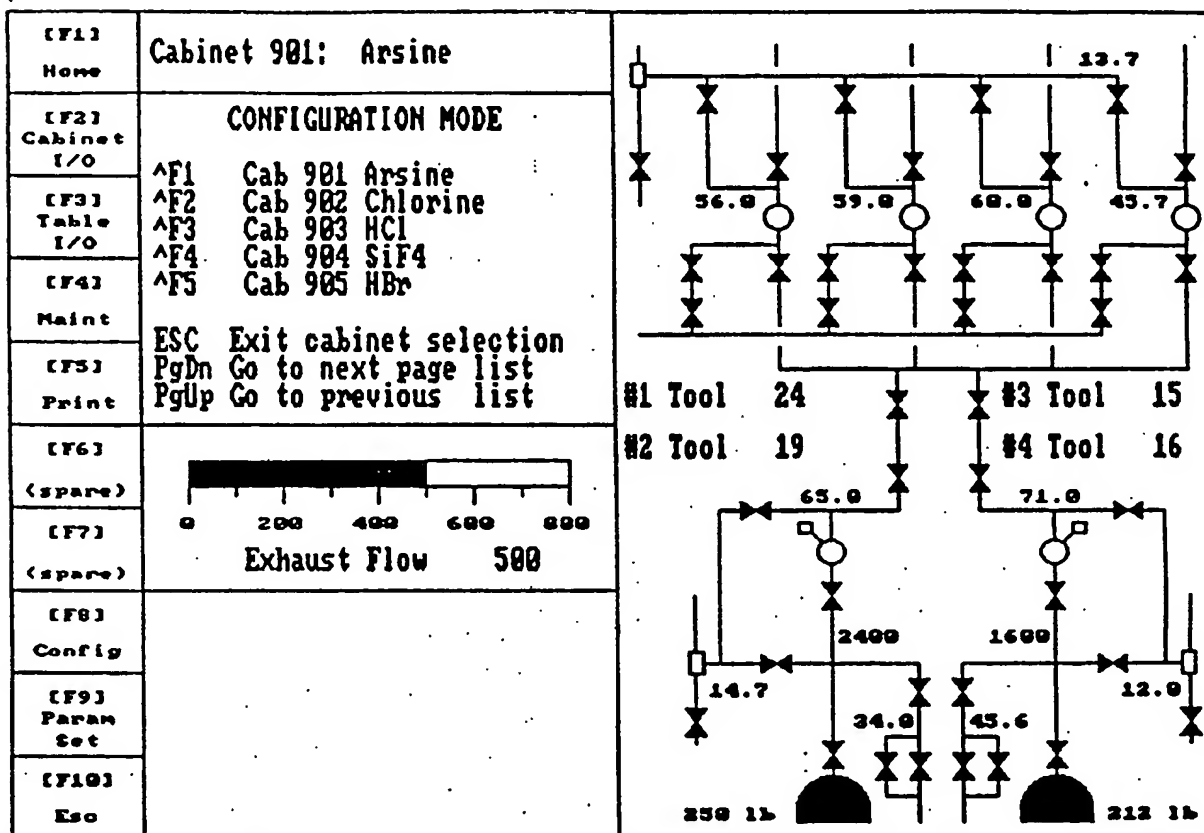 [F1]
Home
[F2]
Cabinet
I/O
[F3]
Table
I/O
[F4]
Maint
[F5]
Print
[F6]
(spare)
[F7]
(spare)
[F8]
Config
[F9]
Param
Set
[F10]
Esc
Cabinet 901: Arsine
CONFIGURATION MODE
^F1 Cab 901 Arsine
^F2 Cab 902 Chlorine
^F3 Cab 903 HCl
^F4 Cab 904 SiF4
^F5 Cab 905 HBr
ESC Exit cabinet selection
PgDn Go to next page list
PgUp Go to previous list
0 200 400 600 800
Exhaust Flow 500
13.7
56.0 59.0 60.0 45.7
#1 Tool 24 #3 Tool 15
#2 Tool 19 #4 Tool 16
65.0 71.0
2400 1600
14.7 12.0
34.0 45.6
250 lb 212 lb